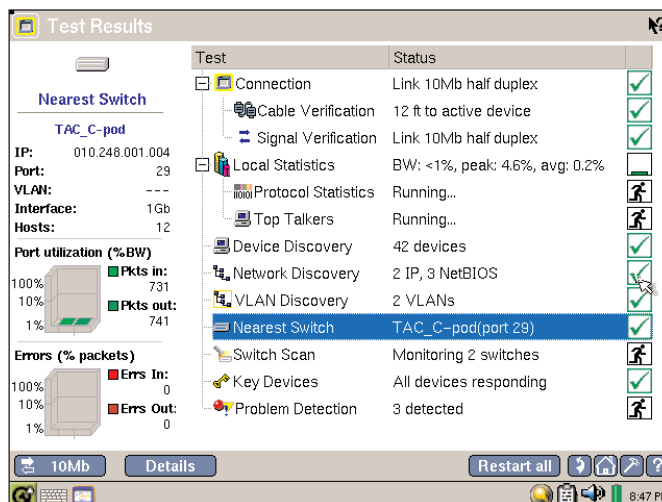 Test Results
Nearest Switch
TAC_C-pod
IP: 010.248.001.004
Port: 29
VLAN: ---
Interface: 1Gb
Hosts: 12
Port utilization (%BW)
100%
10%
1%
Pkts in:
731
Pkts out:
741
Errors (% packets)
100%
10%
1%
Errs In:
0
Errs Out:
0
Test Status
Connection Link 10Mb half duplex
Cable Verification 12 ft to active device
Signal Verification Link 10Mb half duplex
Local Statistics BW: <1%, peak: 4.6%, avg: 0.2%
Protocol Statistics Running...
Top Talkers Running...
Device Discovery 42 devices
Network Discovery 2 IP, 3 NetBIOS
VLAN Discovery 2 VLANs
Nearest Switch TAC_C-pod(port 29)
Switch Scan Monitoring 2 switches
Key Devices All devices responding
Problem Detection 3 detected
10Mb Details Restart all ?
8:47 P